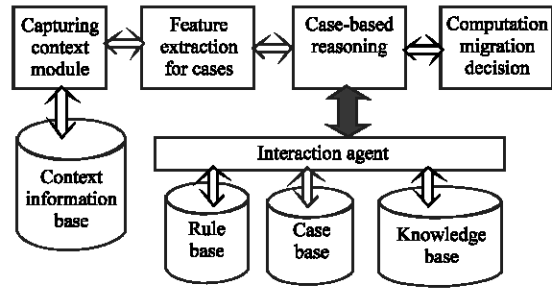 Capturing
context
module
Feature
extraction
for cases
Case-based
reasoning
Computation
migration
decision
Interaction agent
Context
information
base
Rule
base
Case
base
Knowledge
base